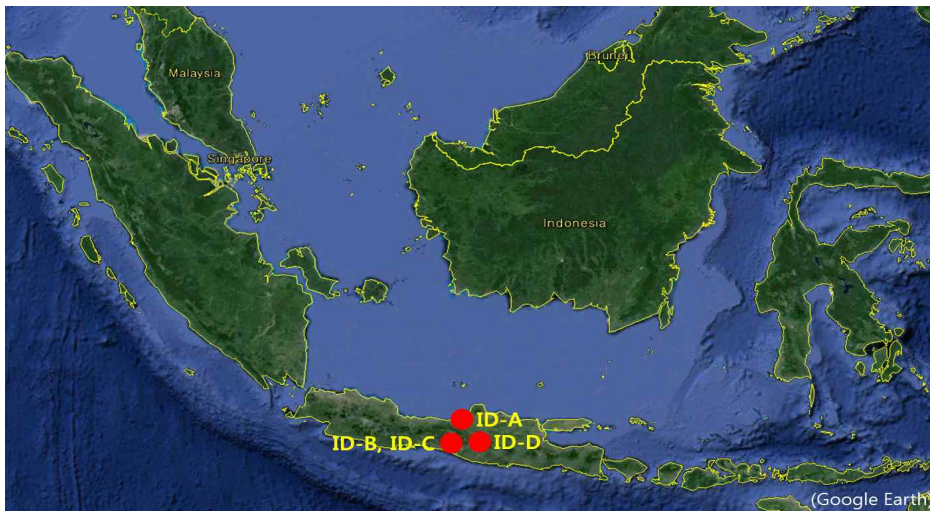 Brunei
Malaysia
Singapore
Indonesia
ID-A
ID-B, ID-C
ID-D
(Google Earth